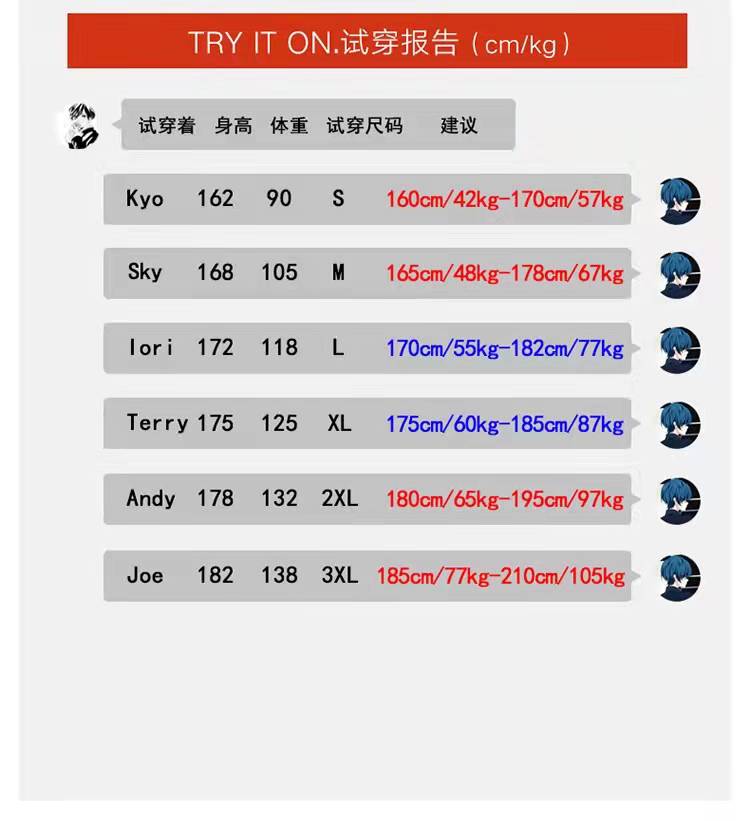 TRY IT ON.试穿报告（cm/kg）
试穿着 身高 体重 试穿尺码 建议
Kyo 162 90 S 160cm/42kg-170cm/57kg
Sky 168 105 M 165cm/48kg-178cm/67kg
Iori 172 118 L 170cm/55kg-182cm/77kg
Terry 175 125 XL 175cm/60kg-185cm/87kg
Andy 178 132 2XL 180cm/65kg-195cm/97kg
Joe 182 138 3XL 185cm/77kg-210cm/105kg